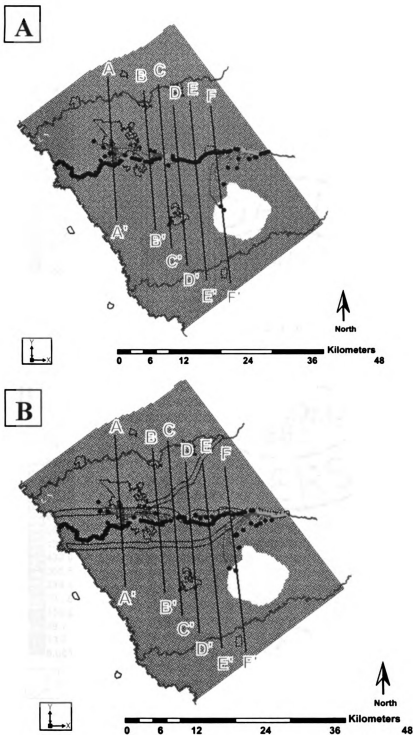 A
A B C D E F
A' B' C' D' E' F'
Y
X
North
Kilometers
0 6 12 24 36 48
B
A B C D E F
A' B' C' D' E' F'
Y
X
North
Kilometers
0 6 12 24 36 48